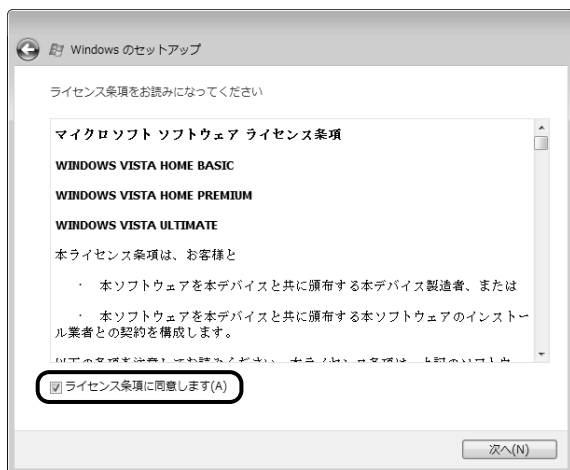 Windows のセットアップ
ライセンス条項をお読みになってください
マイクロソフト ソフトウェア ライセンス条項
WINDOWS VISTA HOME BASIC
WINDOWS VISTA HOME PREMIUM
WINDOWS VISTA ULTIMATE
本ライセンス条項は、お客様と
・ 本ソフトウェアを本デバイスと共に頒布する本デバイス製造者、または
・ 本ソフトウェアを本デバイスと共に頒布する本ソフトウェアのインストー
ル業者との契約を構成します。
ライセンス条項に同意します(A)
次へ(N)